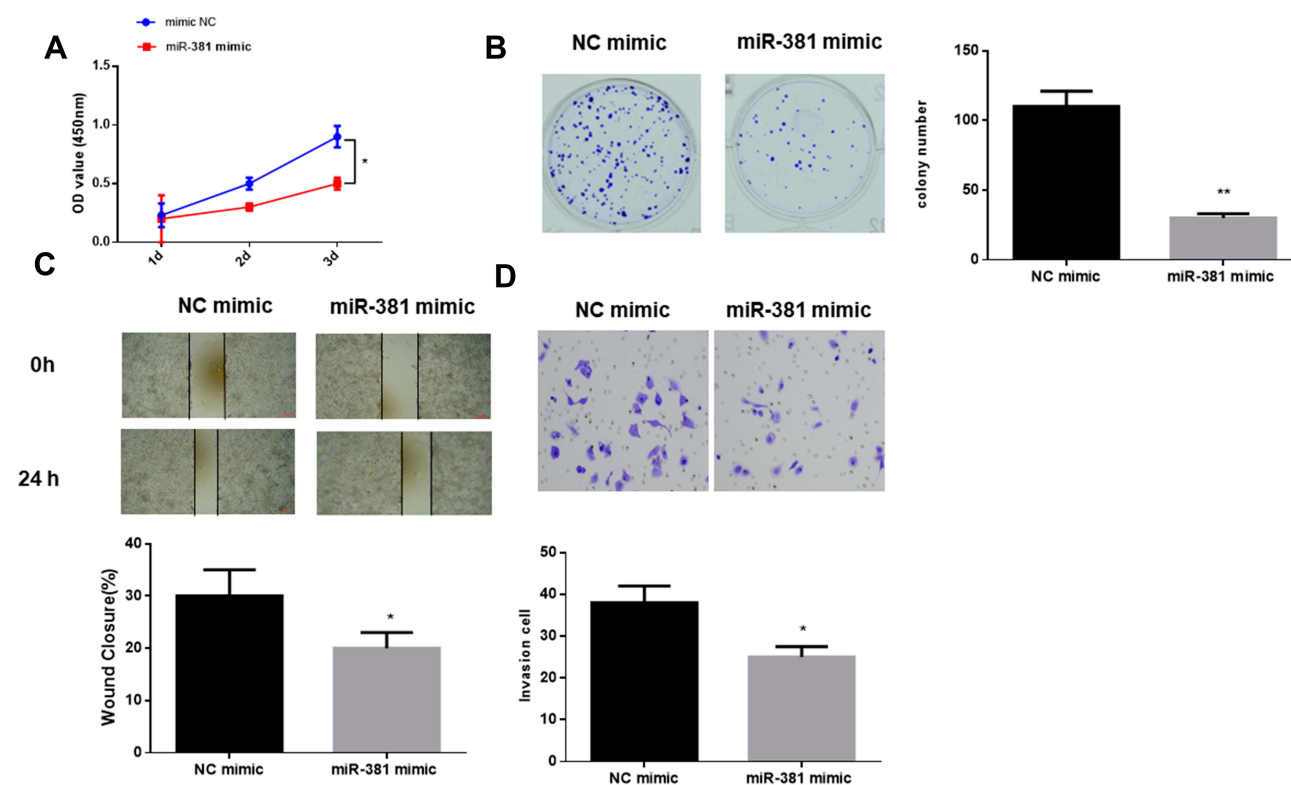 mimic NC
miR-381 mimic
A
1.5
1.0
0.5
0.0
OD value (450nm)
*
1d
2d
3d
B
NC mimic
miR-381 mimic
150
100
50
0
colony number
**
NC mimic
miR-381 mimic
C
NC mimic
miR-381 mimic
0h
24 h
40
30
20
10
0
Wound Closure(%)
*
NC mimic
miR-381 mimic
D
NC mimic
miR-381 mimic
50
40
30
20
10
0
Invasion cell
*
NC mimic
miR-381 mimic